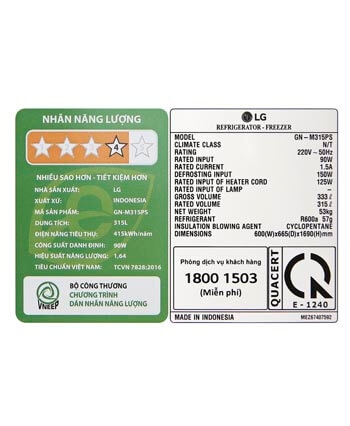 NHÃN NĂNG LƯỢNG
4
NHIỀU SAO HƠN - TIẾT KIỆM HƠN
NHÀ SẢN XUẤT: LG
XUẤT XỨ: INDONESIA
MÃ SẢN PHẨM: GN-M315PS
DUNG TÍCH: 315L
ĐIỆN NĂNG TIÊU THỤ: 415kWh/năm
CÔNG SUẤT DANH ĐỊNH: 90W
HIỆU SUẤT NĂNG LƯỢNG: 1,64
TIÊU CHUẨN VIỆT NAM: TCVN 7828:2016
VNEEP
BỘ CÔNG THƯƠNG
CHƯƠNG TRÌNH
DÁN NHÃN NĂNG LƯỢNG
LG
REFRIGERATOR - FREEZER
MODEL GN - M315PS
CLIMATE CLASS N/T
RATING 220V ~ 50Hz
RATED INPUT 90W
RATED CURRENT 1.5A
DEFROSTING INPUT 150W
RATED INPUT OF HEATER CORD 125W
RATED INPUT OF LAMP –
GROSS VOLUME 333 ℓ
RATED VOLUME 315 ℓ
NET WEIGHT 53kg
REFRIGERANT R600a 57g
INSULATION BLOWING AGENT CYCLOPENTANE
DIMENSIONS 600(W)x665(D)x1690(H)mm
Phòng dịch vụ khách hàng
1800 1503
(Miễn phí)
QUACERT
E - 1240
MADE IN INDONESIA
MEZ67407592